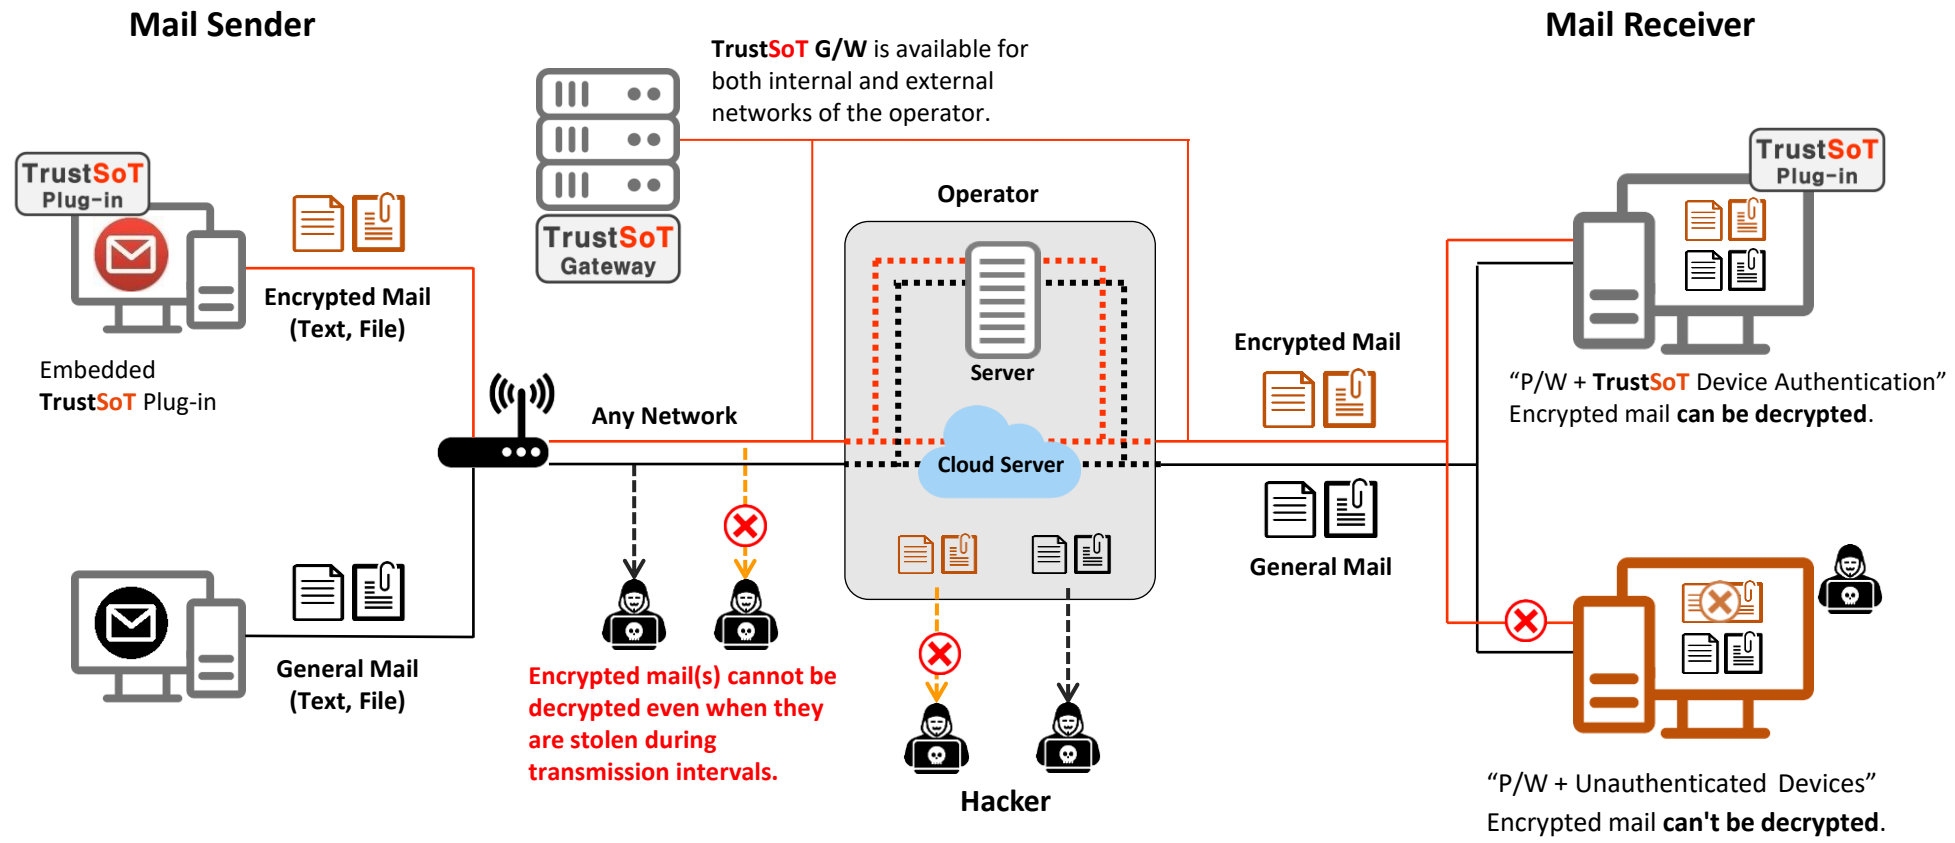 Mail Sender
Mail Receiver
TrustSoT G/W is available for
both internal and external
networks of the operator.
TrustSoT
Plug-in
TrustSoT
Plug-in
Operator
TrustSoT
Gateway
Encrypted Mail
(Text, File)
Encrypted Mail
Server
Embedded
TrustSoT Plug-in
"P/W + TrustSoT Device Authentication"
Encrypted mail can be decrypted.
Any Network
Cloud Server
General Mail
General Mail
(Text, File)
Encrypted mail(s) cannot be
decrypted even when they
are stolen during
transmission intervals.
Hacker
"P/W + Unauthenticated Devices"
Encrypted mail can't be decrypted.